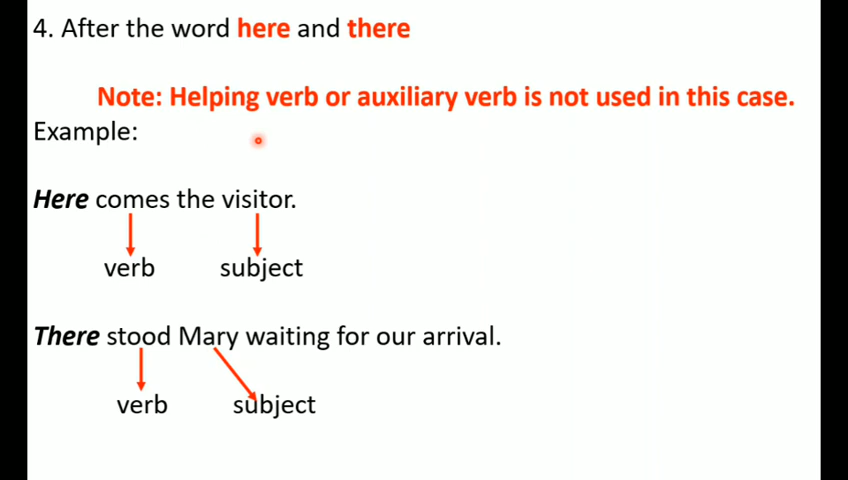 4. After the word here and there
Note: Helping verb or auxiliary verb is not used in this case.
Example:
Here comes the visitor.
verb subject
There stood Mary waiting for our arrival.
verb subject